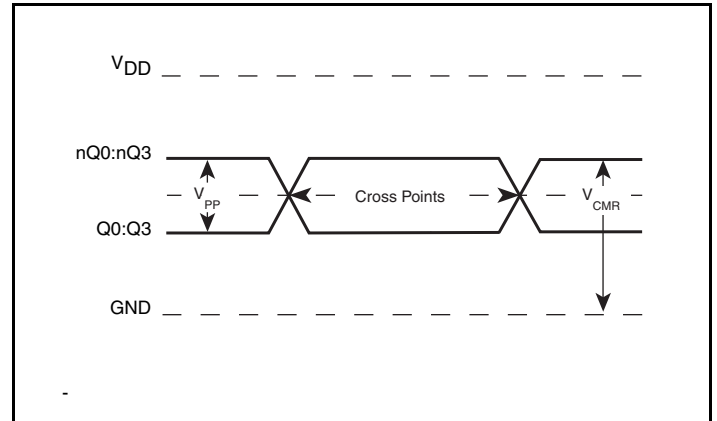 VDD
nQ0:nQ3
VPP
Cross Points
VCMR
Q0:Q3
GND
-